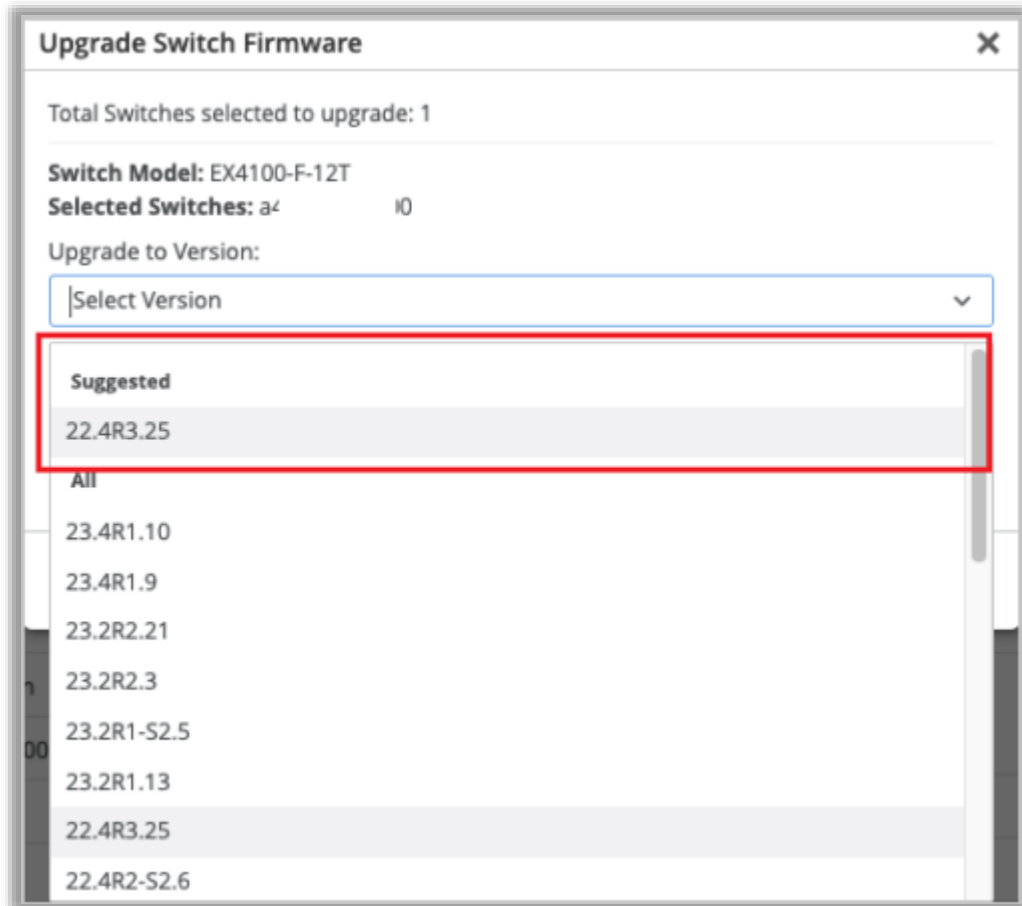 Upgrade Switch Firmware
Total Switches selected to upgrade: 1
Switch Model: EX4100-F-12T
Selected Switches:
Upgrade to Version:
Select Version
Suggested
22.4R3.25
All
23.4R1.10
23.4R1.9
23.2R2.21
23.2R2.3
23.2R1-S2.5
23.2R1.13
22.4R3.25
22.4R2-S2.6